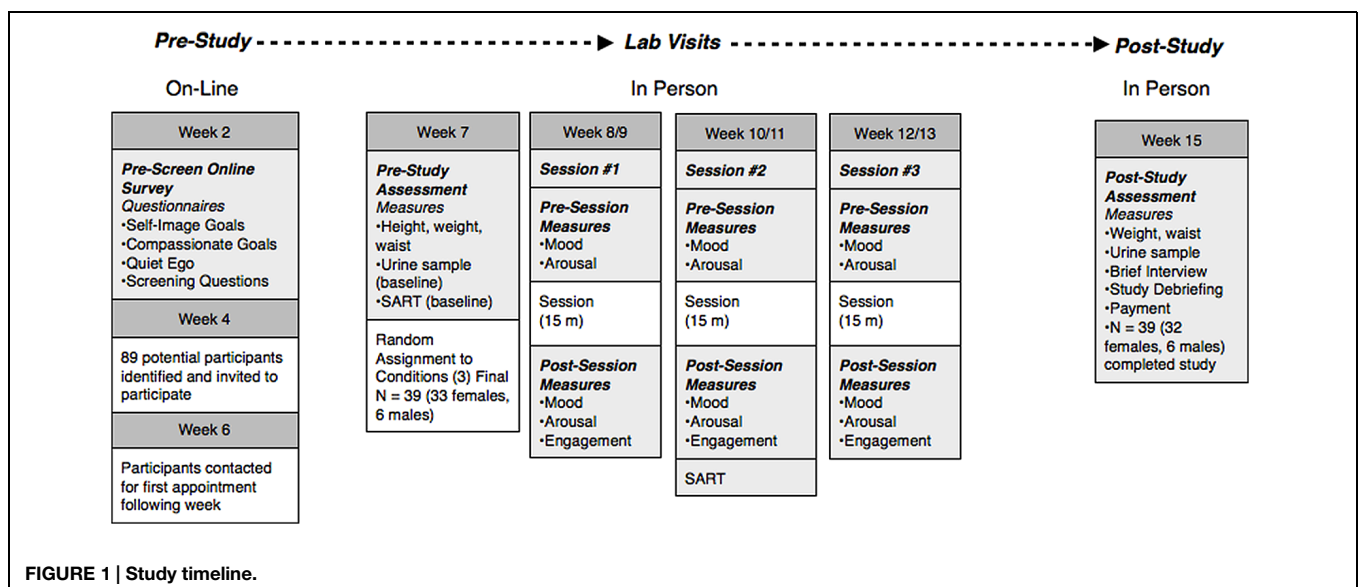 Pre-Study
Lab Visits
Post-Study
On-Line
In Person
In Person
Week 2
Pre-Screen Online
Survey
Questionnaires
•Self-Image Goals
•Compassionate Goals
•Quiet Ego
•Screening Questions
Week 4
89 potential participants
identified and invited to
participate
Week 6
Participants contacted
for first appointment
following week
Week 7
Pre-Study
Assessment
Measures
•Height, weight,
waist
•Urine sample
(baseline)
•SART (baseline)
Random
Assignment to
Conditions (3) Final
N = 39 (33 females,
6 males)
Week 8/9
Session #1
Pre-Session
Measures
•Mood
•Arousal
Session
(15 m)
Post-Session
Measures
•Mood
•Arousal
•Engagement
Week 10/11
Session #2
Pre-Session
Measures
•Mood
•Arousal
Session
(15 m)
Post-Session
Measures
•Mood
•Arousal
•Engagement
SART
Week 12/13
Session #3
Pre-Session
Measures
•Mood
•Arousal
Session
(15 m)
Post-Session
Measures
•Mood
•Arousal
•Engagement
Week 15
Post-Study
Assessment
Measures
•Weight, waist
•Urine sample
•Brief Interview
•Study Debriefing
•Payment
•N = 39 (32
females, 6 males)
completed study
FIGURE 1 | Study timeline.